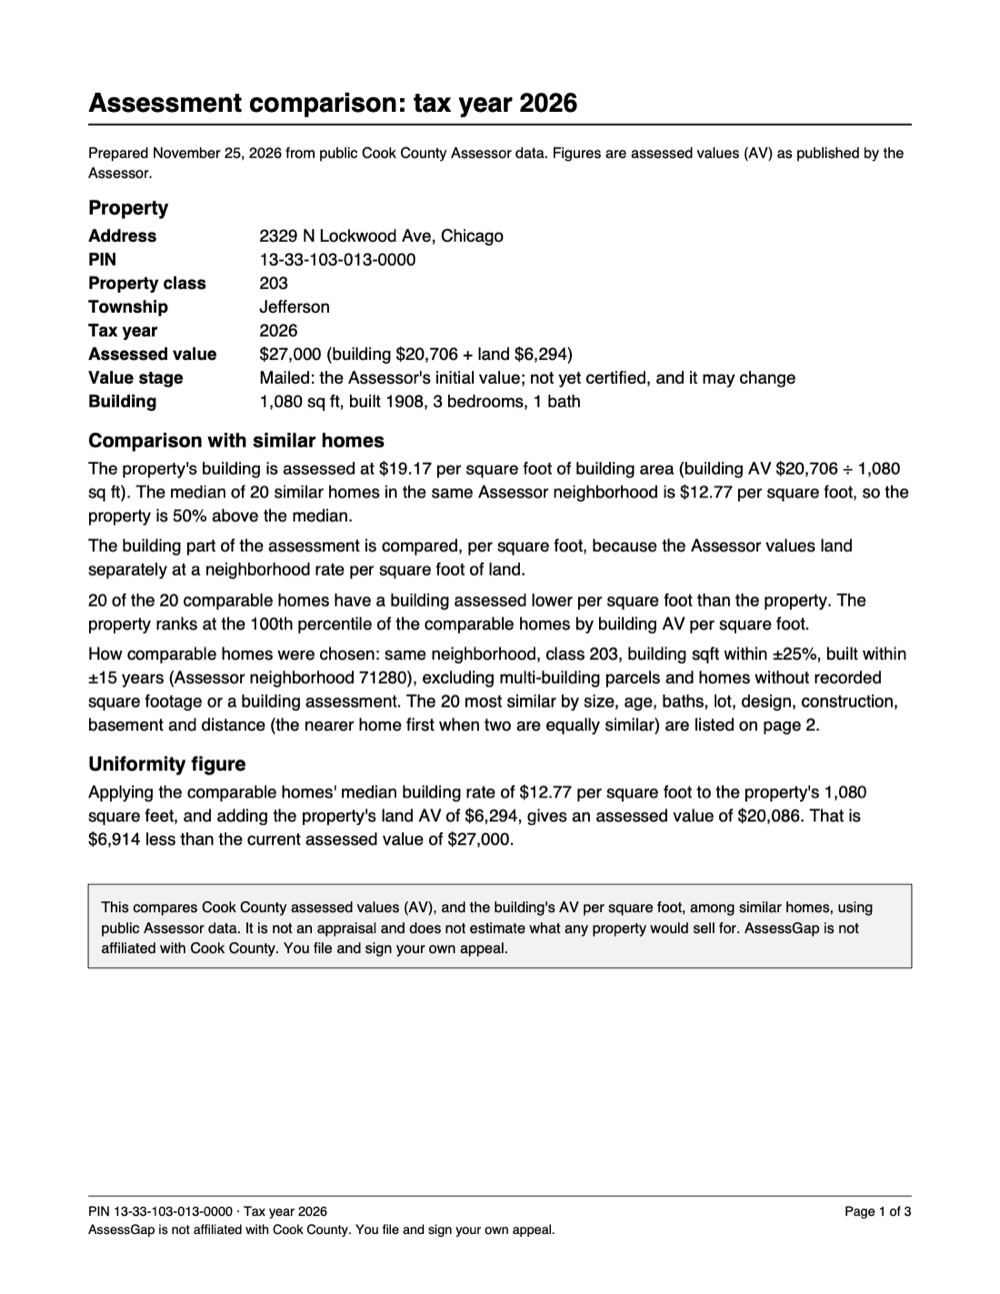 Assessment comparison: tax year 2026
Prepared November 25, 2026 from public Cook County Assessor data. Figures are assessed values (AV) as published by the
Assessor.
Property
Address 2329 N Lockwood Ave, Chicago
PIN 13-33-103-013-0000
Property class 203
Township Jefferson
Tax year 2026
Assessed value $27,000 (building $20,706 + land $6,294)
Value stage Mailed: the Assessor's initial value; not yet certified, and it may change
Building 1,080 sq ft, built 1908, 3 bedrooms, 1 bath
Comparison with similar homes
The property's building is assessed at $19.17 per square foot of building area (building AV $20,706 ÷ 1,080
sq ft). The median of 20 similar homes in the same Assessor neighborhood is $12.77 per square foot, so the
property is 50% above the median.
The building part of the assessment is compared, per square foot, because the Assessor values land
separately at a neighborhood rate per square foot of land.
20 of the 20 comparable homes have a building assessed lower per square foot than the property. The
property ranks at the 100th percentile of the comparable homes by building AV per square foot.
How comparable homes were chosen: same neighborhood, class 203, building sqft within ±25%, built within
±15 years (Assessor neighborhood 71280), excluding multi-building parcels and homes without recorded
square footage or a building assessment. The 20 most similar by size, age, baths, lot, design, construction,
basement and distance (the nearer home first when two are equally similar) are listed on page 2.
Uniformity figure
Applying the comparable homes' median building rate of $12.77 per square foot to the property's 1,080
square feet, and adding the property's land AV of $6,294, gives an assessed value of $20,086. That is
$6,914 less than the current assessed value of $27,000.
This compares Cook County assessed values (AV), and the building's AV per square foot, among similar homes, using
public Assessor data. It is not an appraisal and does not estimate what any property would sell for. AssessGap is not
affiliated with Cook County. You file and sign your own appeal.
PIN 13-33-103-013-0000 · Tax year 2026 Page 1 of 3
AssessGap is not affiliated with Cook County. You file and sign your own appeal.